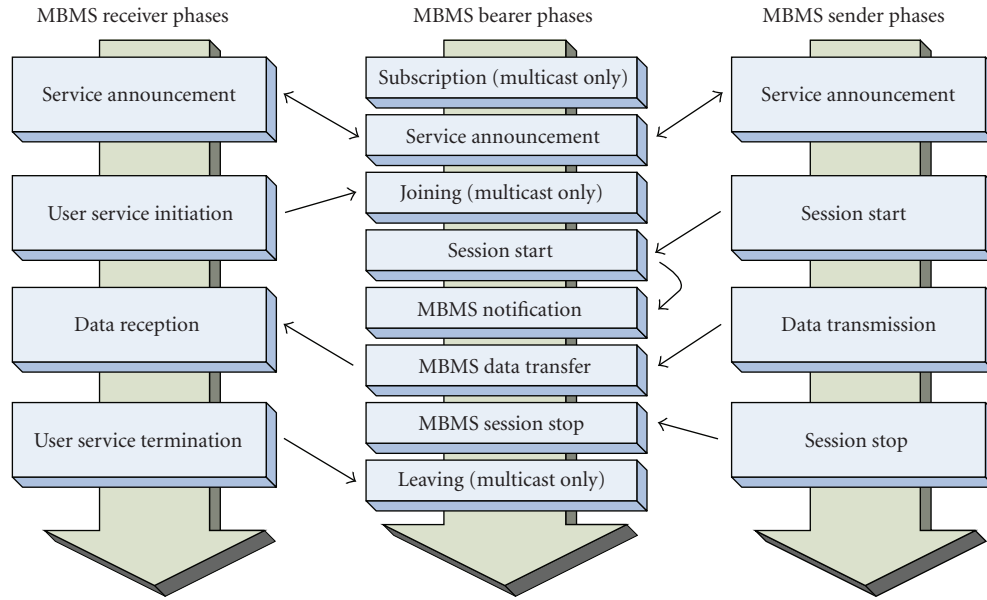 MBMS receiver phases
Service announcement
User service initiation
Data reception
User service termination
MBMS bearer phases
Subscription (multicast only)
Service announcement
Joining (multicast only)
Session start
MBMS notification
MBMS data transfer
MBMS session stop
Leaving (multicast only)
MBMS sender phases
Service announcement
Session start
Data transmission
Session stop